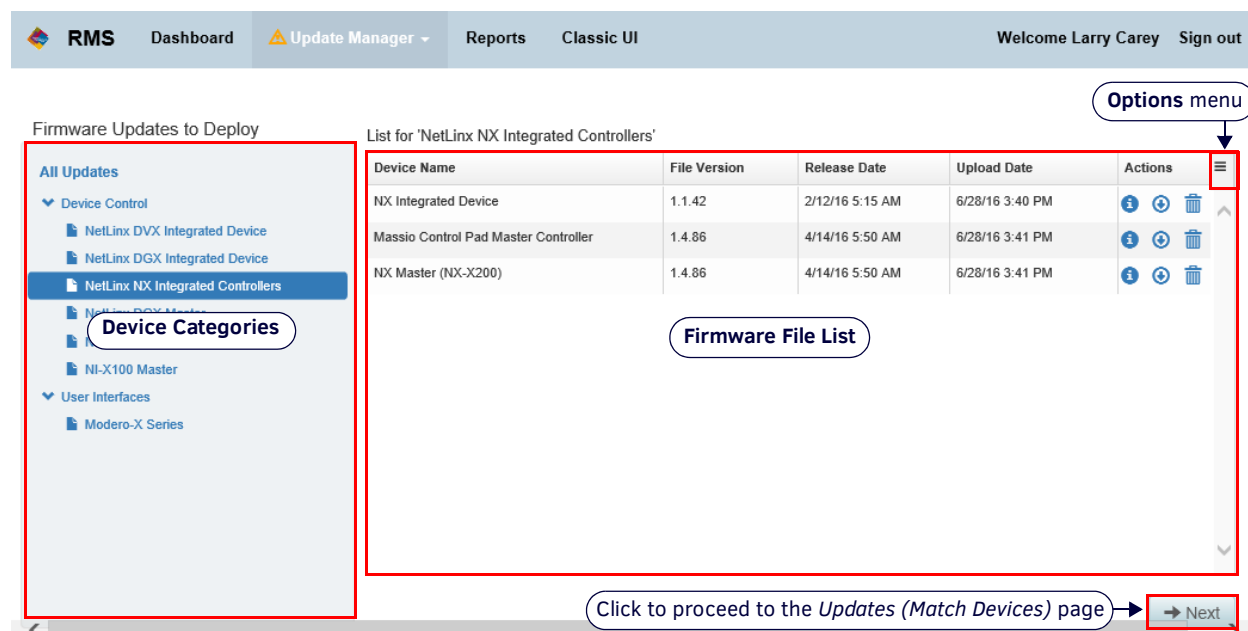 RMS Dashboard Update Manager Reports Classic UI Welcome Larry Carey Sign out
Options menu
Firmware Updates to Deploy
All Updates
Device Control
NetLinx DVX Integrated Device
NetLinx DGX Integrated Device
NetLinx NX Integrated Controllers
Device Categories
NI-X100 Master
User Interfaces
Modero-X Series
List for 'NetLinx NX Integrated Controllers'
Device Name File Version Release Date Upload Date Actions
NX Integrated Device 1.1.42 2/12/16 5:15 AM 6/28/16 3:40 PM
Massio Control Pad Master Controller 1.4.86 4/14/16 5:50 AM 6/28/16 3:41 PM
NX Master (NX-X200) 1.4.86 4/14/16 5:50 AM 6/28/16 3:41 PM
Firmware File List
Click to proceed to the Updates (Match Devices) page
Next